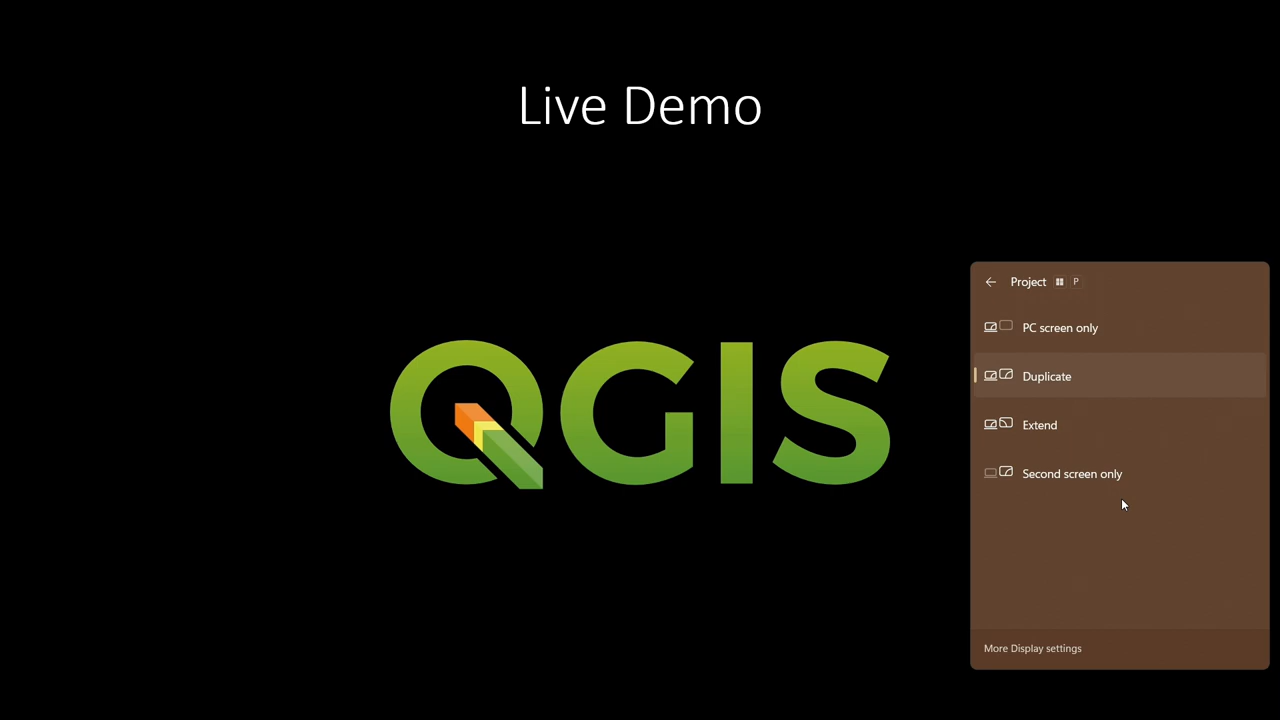 Live Demo
QGIS
Project P
PC screen only
Duplicate
Extend
Second screen only
More Display settings